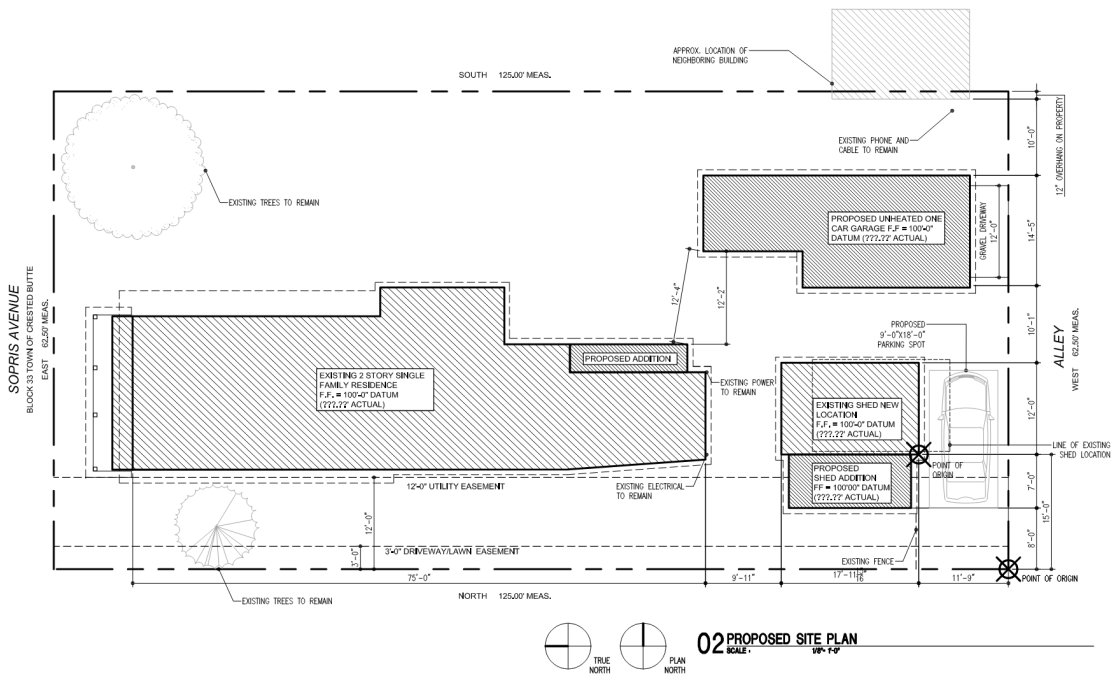 APPROX. LOCATION OF
NEIGHBORING BUILDING
SOUTH 125.00' MEAS.
EXISTING PHONE AND
CABLE TO REMAIN
10'-0"
12" OVERHANG ON PROPERTY
EXISTING TREES TO REMAIN
PROPOSED UNHEATED ONE
CAR GARAGE F.F = 100'-0"
DATUM (???.??' ACTUAL)
GRAVEL DRIVEWAY
12'-0"
14'-5"
12'-4"
12'-2"
SOPRIS AVENUE
BLOCK 33 TOWN OF CRESTED BUTTE
EAST 62.50' MEAS.
PROPOSED
9'-0"X18'-0"
PARKING SPOT
10'-1"
ALLEY
WEST 62.50' MEAS.
PROPOSED ADDITION
EXISTING 2 STORY SINGLE
FAMILY RESIDENCE
F.F. = 100'-0" DATUM
(???.??' ACTUAL)
EXISTING POWER
TO REMAIN
EXISTING SHED NEW
LOCATION
F.F. = 100'-0" DATUM
(???.??' ACTUAL)
12'-0"
LINE OF EXISTING
SHED LOCATION
POINT OF
ORIGIN
PROPOSED
SHED ADDITION
FF = 100'00" DATUM
(???.??' ACTUAL)
7'-0"
15'-0"
12'-0" UTILITY EASEMENT
EXISTING ELECTRICAL
TO REMAIN
12'-0"
3'-0"
3'-0" DRIVEWAY/LAWN EASEMENT
8'-0"
EXISTING FENCE
75'-0"
9'-11"
17'-11
16
11'-9"
POINT OF ORIGIN
EXISTING TREES TO REMAIN
NORTH 125.00' MEAS.
TRUE
NORTH
PLAN
NORTH
02 PROPOSED SITE PLAN
SCALE : 1/8"= 1'-0"